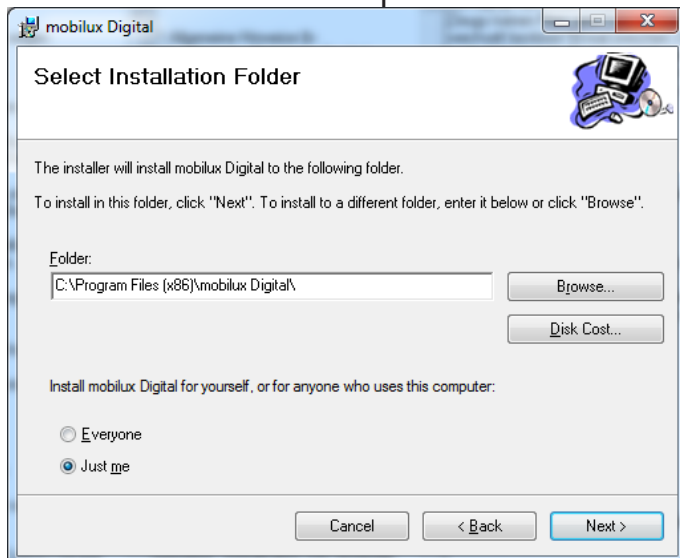 mobilux Digital
Select Installation Folder
The installer will install mobilux Digital to the following folder.
To install in this folder, click "Next". To install to a different folder, enter it below or click "Browse".
Folder:
C:\Program Files (x86)\mobilux Digital\
Browse...
Disk Cost...
Install mobilux Digital for yourself, or for anyone who uses this computer:
Everyone
Just me
Cancel
< Back
Next >